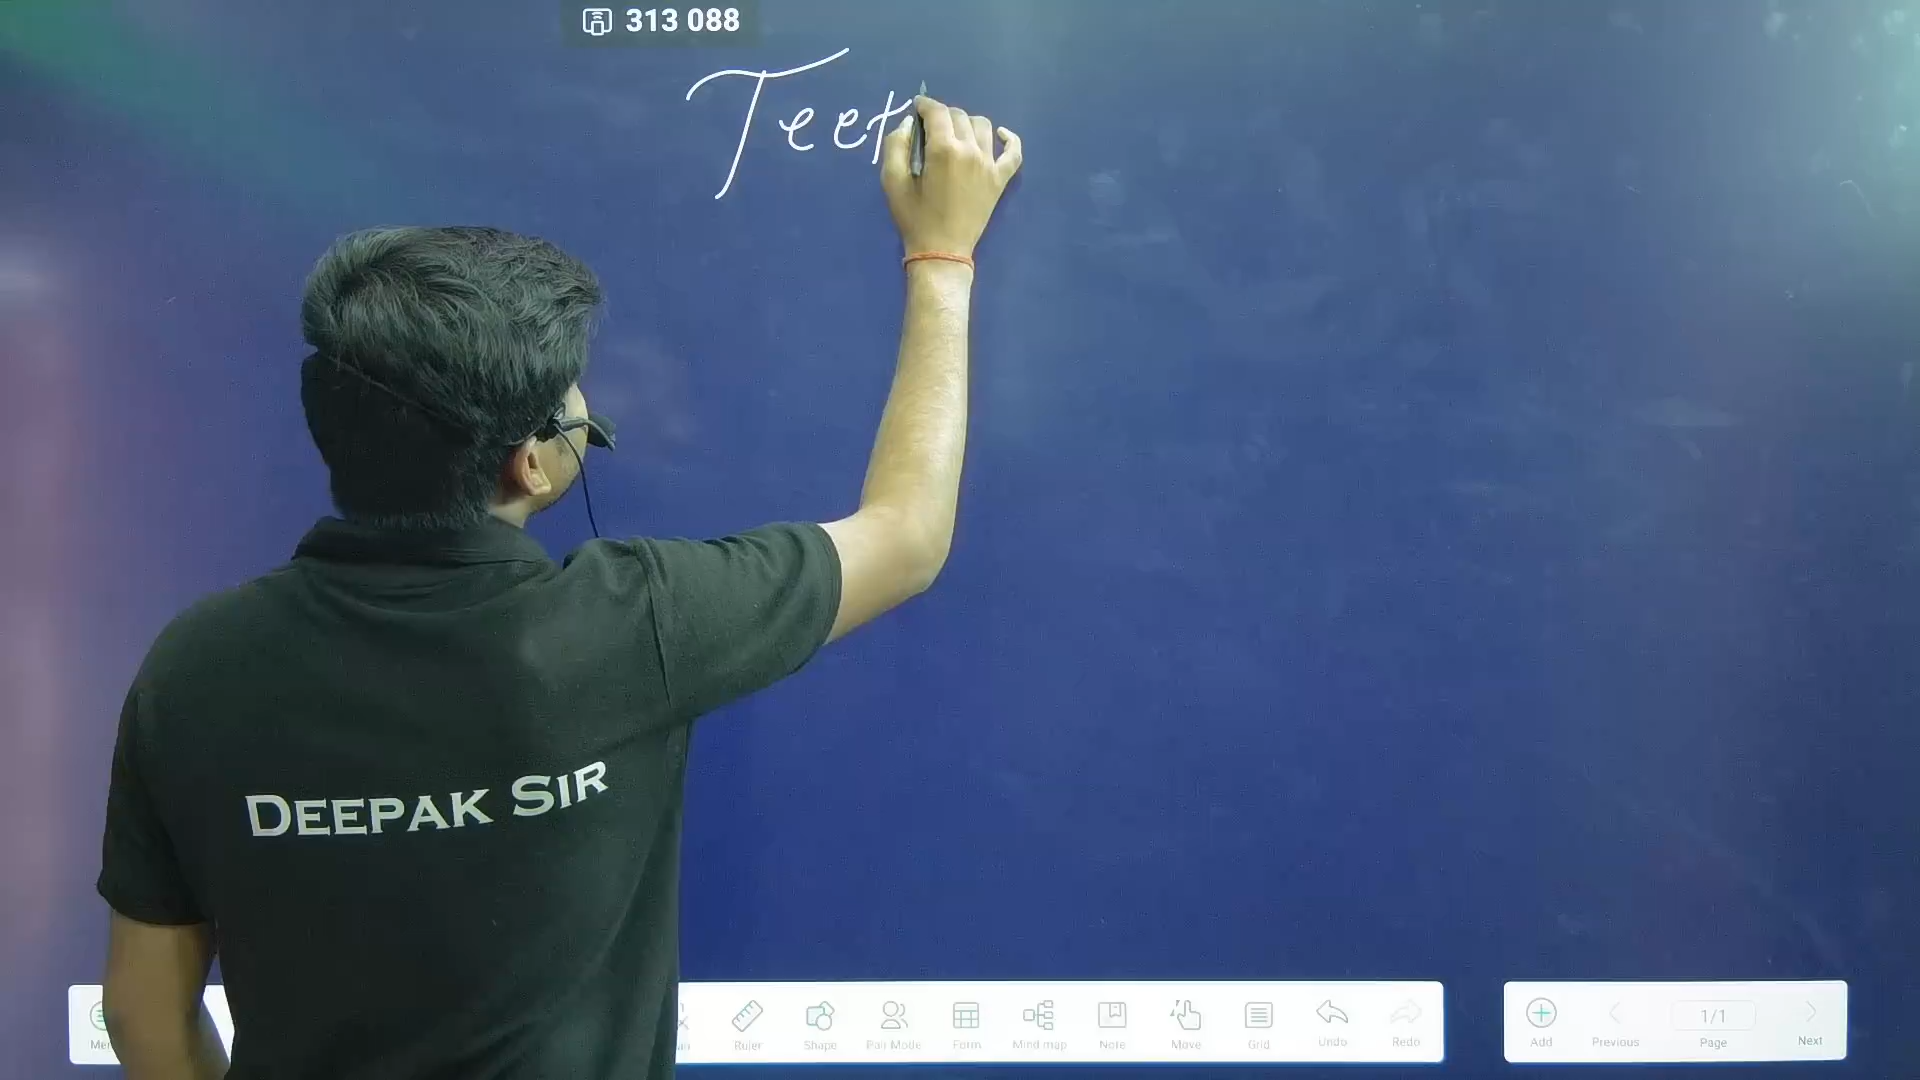 313 088
Teet
DEEPAK SIR
Ruler Shape Pair Mode Form Mind map Note Move Grid Undo Redo
Add Previous 1/1 Page Next